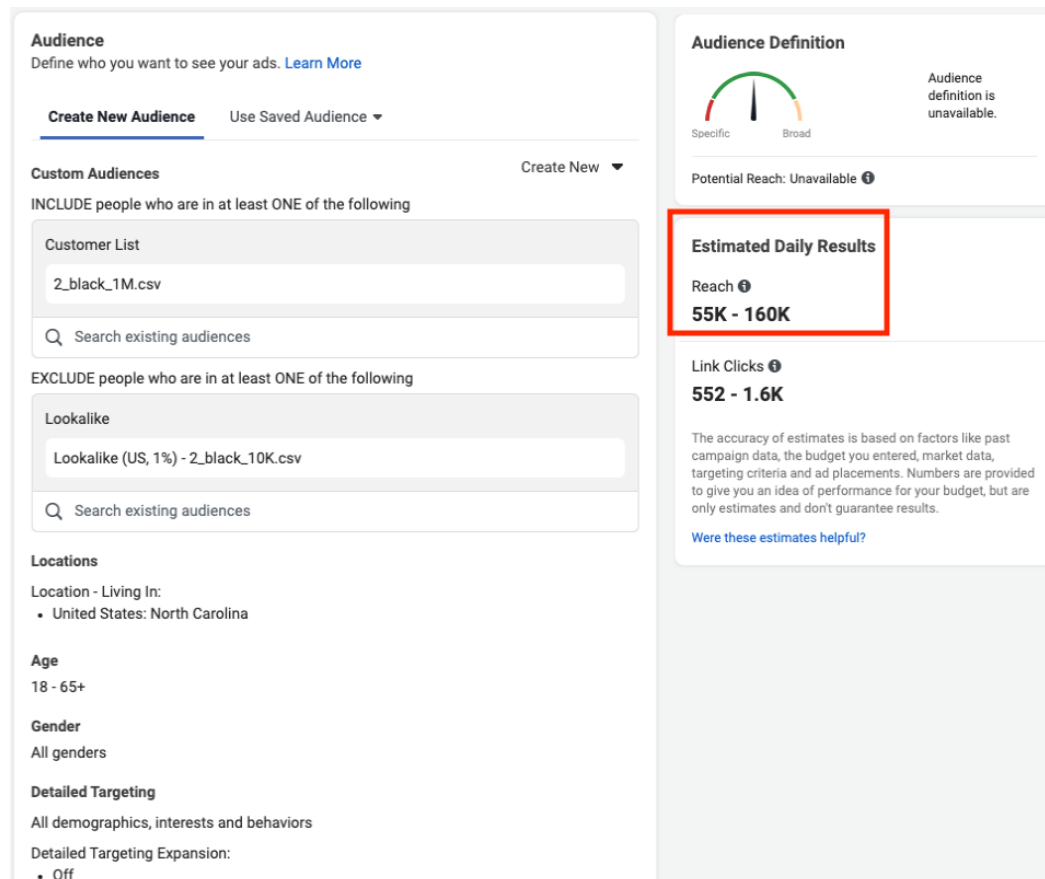 Audience
Define who you want to see your ads. Learn More
Create New Audience
Use Saved Audience
Custom Audiences
Create New
INCLUDE people who are in at least ONE of the following
Customer List
2_black_1M.csv
Search existing audiences
EXCLUDE people who are in at least ONE of the following
Lookalike
Lookalike (US, 1%) - 2_black_10K.csv
Search existing audiences
Locations
Location - Living In:
• United States: North Carolina
Age
18 - 65+
Gender
All genders
Detailed Targeting
All demographics, interests and behaviors
Detailed Targeting Expansion:
• Off
Audience Definition
Specific
Broad
Audience
definition is
unavailable.
Potential Reach: Unavailable
Estimated Daily Results
Reach
55K - 160K
Link Clicks
552 - 1.6K
The accuracy of estimates is based on factors like past
campaign data, the budget you entered, market data,
targeting criteria and ad placements. Numbers are provided
to give you an idea of performance for your budget, but are
only estimates and don't guarantee results.
Were these estimates helpful?